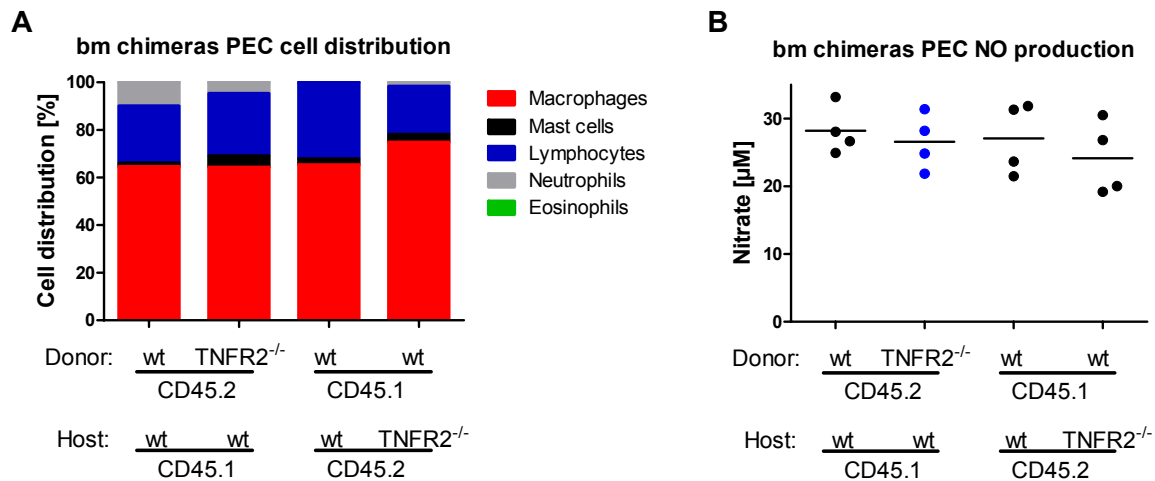 A
bm chimeras PEC cell distribution
Cell distribution [%]
100
80
60
40
20
0
Macrophages
Mast cells
Lymphocytes
Neutrophils
Eosinophils
Donor: wt TNFR2-/- wt wt
CD45.2 CD45.1
Host: wt wt wt TNFR2-/-
CD45.1 CD45.2
B
bm chimeras PEC NO production
Nitrate [µM]
30
20
10
0
Donor: wt TNFR2-/- wt wt
CD45.2 CD45.1
Host: wt wt wt TNFR2-/-
CD45.1 CD45.2